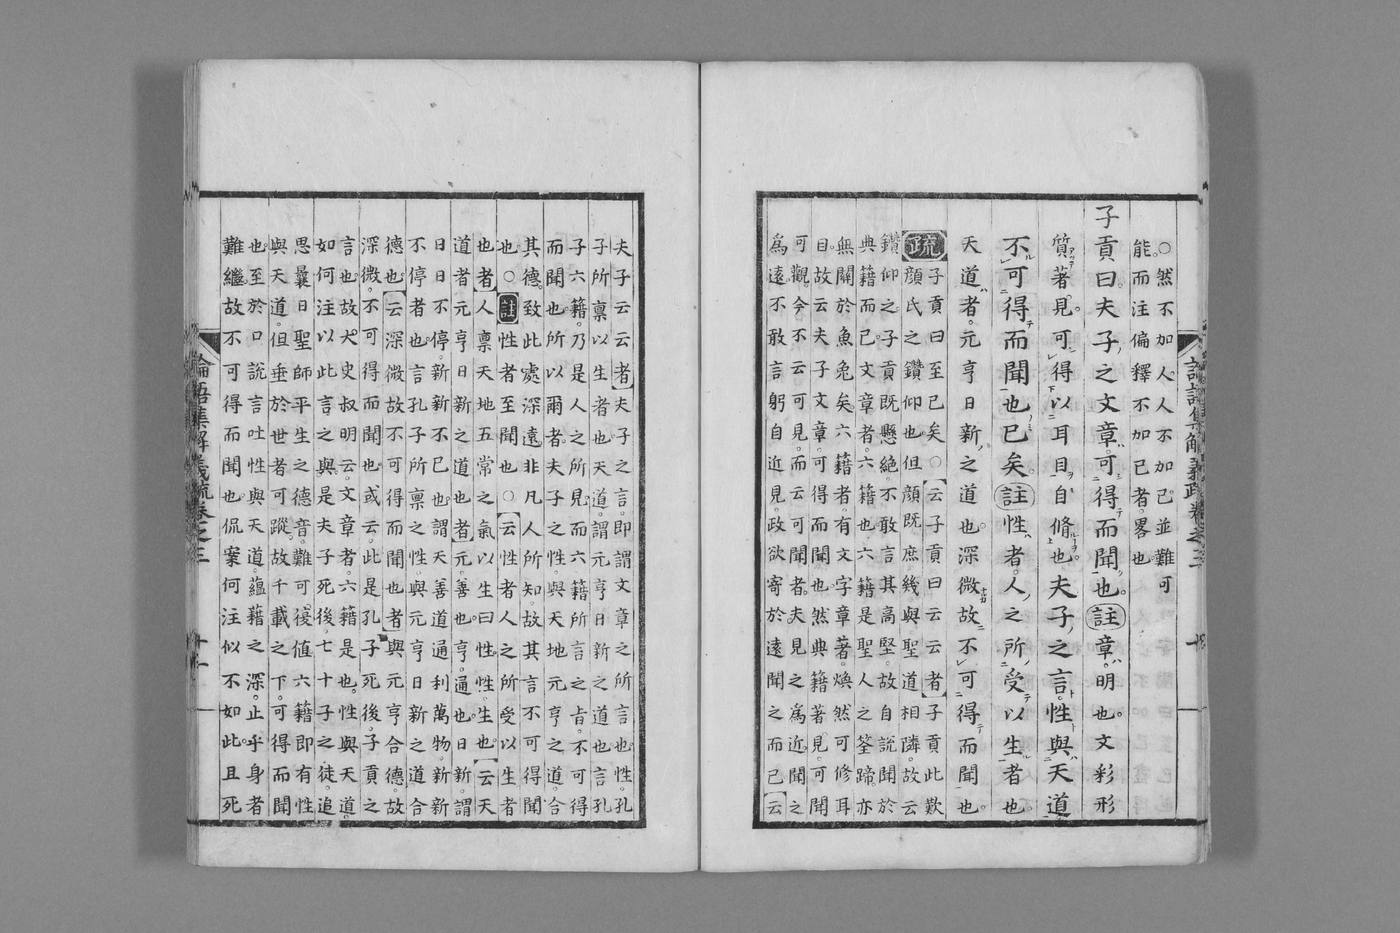 ○然不加人人不加己並難可
能而注偏釋不加己者畧也
子貢曰夫子之文章可得而聞也註章明也文彩形
質著見可得以耳目自脩也夫子之言性與天道
不可得而聞也已矣註性者人之所受以生者也
天道者元亨日新之道也深微故不可得而聞也
疏子貢曰至已矣○云子貢曰云云者子貢此歎
顏氏之鑽仰也但顏既庶幾與聖道相隣故云
鑽仰之子貢既懸絶不敢言其高堅故自說聞於
典籍而已文章者六籍也六籍是聖人之筌蹄亦
無關於魚兎矣六籍者有文字章著煥然可修耳
目故云夫子文章可得而聞也然典籍著見可聞
可觀今不云可見而云可聞者夫見之為近聞之
爲遠不敢言躬自近見政欲寄於遠聞之而已云
論語集解義疏卷之三
夫子云云者夫子之言即謂文章之所言也性孔
子所稟以生者也天道謂元亨日新之道也言孔
子六籍乃是人之所見而六籍所言之旨不可得
而聞也所以爾者夫子之性與天地元亨之道合
其德致此處深遠非凡人所知故其言不可得聞
也○註性者至聞也○云性者人之所受以生者
也者人稟天地五常之氣以生曰性性生也云天
道者元亨日新之道也者元善也亨通也日新謂
日日不停新新不已也謂天善道通利萬物新新
不停者也言孔子所稟之性與元亨日新之道合
德也云深微故不可得而聞也者與元亨合德故
深微不可得而聞也或云此是孔子死後子貢之
言也故大史叔明云文章者六籍是也性與天道
如何注以此言之與是夫子死後七十子之徒追
思曩日聖師平生之德音難可復値六籍即有性
與天道但垂於世者可蹤故千載之下可得而聞
也至於口說言吐性與天道蘊藉之深止乎身者
難繼故不可得而聞也侃案何注似不如此且死
論語集解義疏卷之三
十一